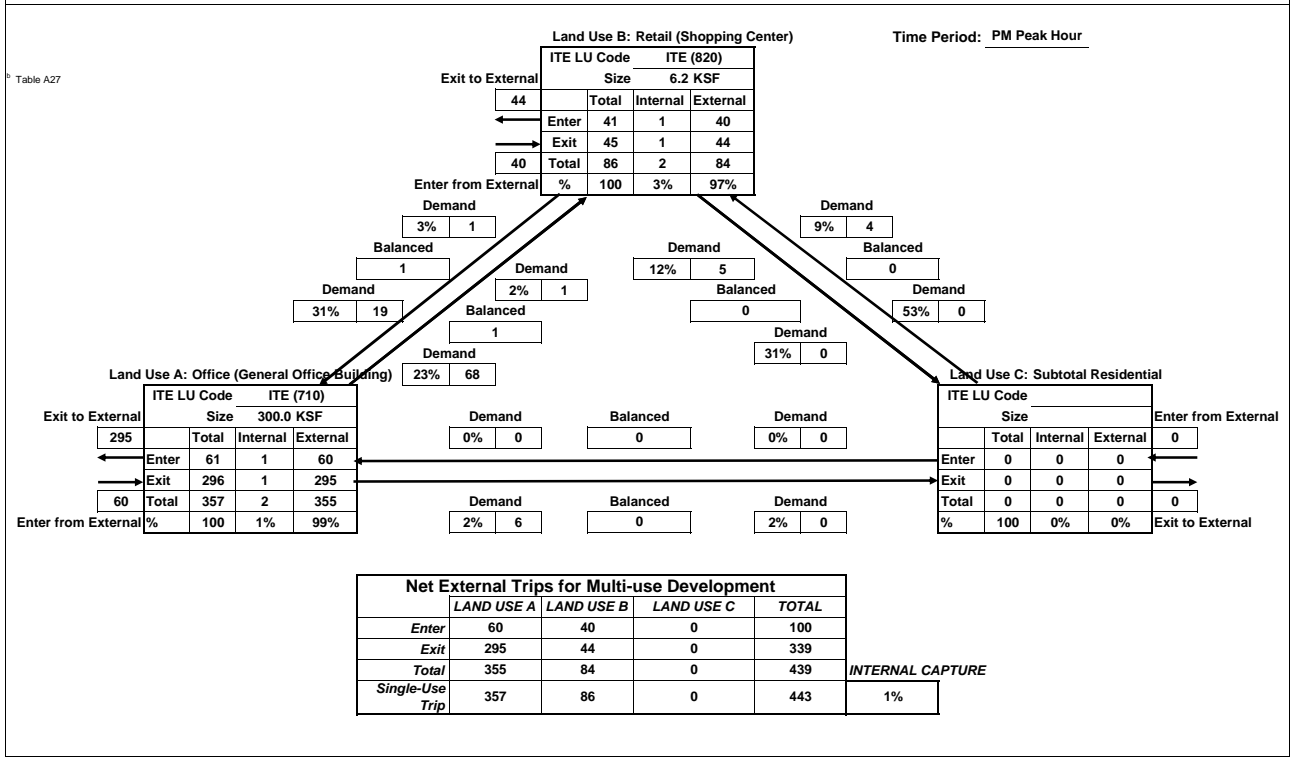 Land Use B: Retail (Shopping Center)
Time Period: PM Peak Hour
ITE LU Code ITE (820)
b Table A27
Exit to External Size 6.2 KSF
44 Total Internal External
Enter 41 1 40
Exit 45 1 44
40 Total 86 2 84
Enter from External % 100 3% 97%
Demand Demand
3% 1 9% 4
Balanced Demand Balanced
1 Demand 12% 5 0
Demand 2% 1 Balanced Demand
31% 19 Balanced 0 53% 0
1 Demand
Demand 31% 0
Land Use A: Office (General Office Building) 23% 68 Land Use C: Subtotal Residential
ITE LU Code ITE (710) ITE LU Code
Exit to External Size 300.0 KSF Demand Balanced Demand Size Enter from External
295 Total Internal External 0% 0 0 0% 0 Total Internal External 0
Enter 61 1 60 Enter 0 0 0
Exit 296 1 295 Exit 0 0 0
60 Total 357 2 355 Demand Balanced Demand Total 0 0 0 0
Enter from External % 100 1% 99% 2% 6 0 2% 0 % 100 0% 0% Exit to External
Net External Trips for Multi-use Development
LAND USE A LAND USE B LAND USE C TOTAL
Enter 60 40 0 100
Exit 295 44 0 339
Total 355 84 0 439 INTERNAL CAPTURE
Single-Use
Trip 357 86 0 443 1%